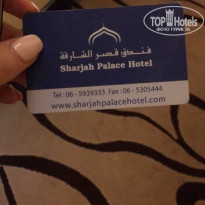 TOP Hotels
ФОТО ТУРИСТА
فندق قصر الشارقة
Sharjah Palace Hotel
Tel : 06 - 5939333 Fax : 06 - 5305444
www.sharjahpalacehotel.com